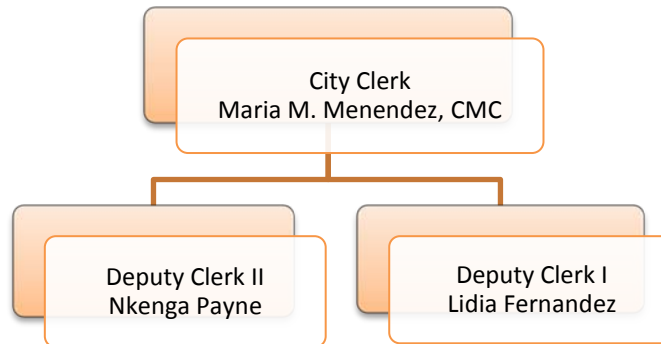 City Clerk
Maria M. Menendez, CMC
Deputy Clerk II
Nkenga Payne
Deputy Clerk I
Lidia Fernandez